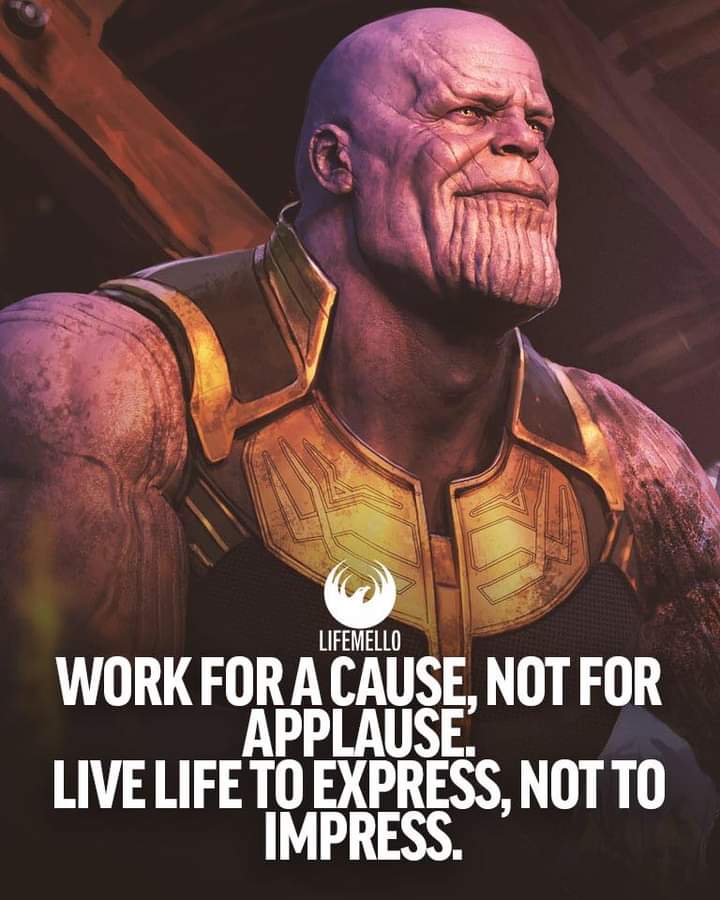 LIFEMELLO
WORK FOR A CAUSE, NOT FOR
APPLAUSE.
LIVE LIFE TO EXPRESS, NOT TO
IMPRESS.